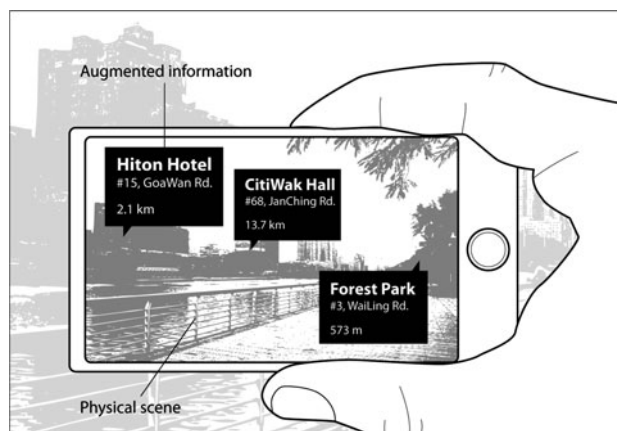 Augmented information
Hiton Hotel
#15, GoaWan Rd.
2.1 km
CitiWak Hall
#68, JanChing Rd.
13.7 km
Forest Park
#3, WaiLing Rd.
573 m
Physical scene